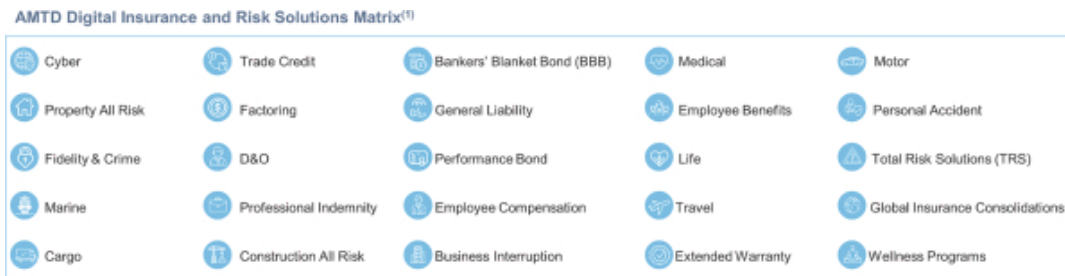 AMTD Digital Insurance and Risk Solutions Matrix(1)
Cyber Trade Credit Bankers' Blanket Bond (BBB) Medical Motor
Property All Risk Factoring General Liability Employee Benefits Personal Accident
Fidelity & Crime D&O Performance Bond Life Total Risk Solutions (TRS)
Marine Professional Indemnity Employee Compensation Travel Global Insurance Consolidations
Cargo Construction All Risk Business Interruption Extended Warranty Wellness Programs